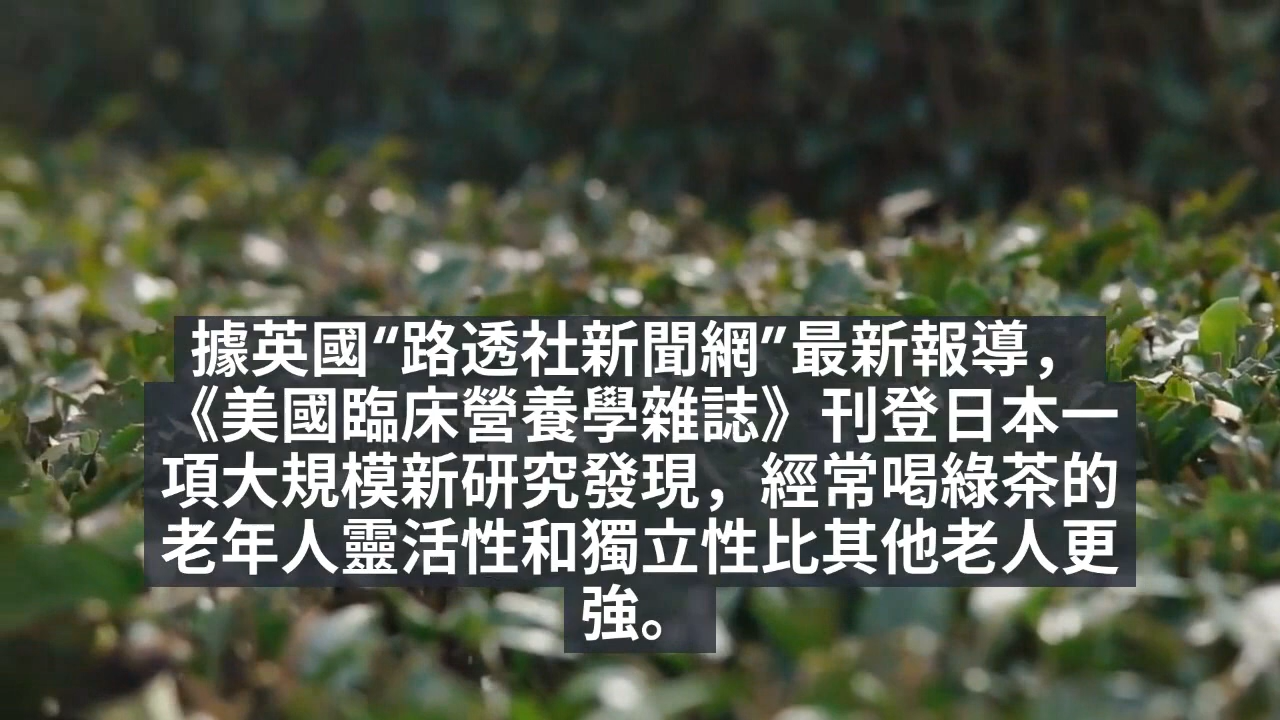 據英國“路透社新聞網”最新報導，
《美國臨床營養學雜誌》刊登日本一
項大規模新研究發現，經常喝綠茶的
老年人靈活性和獨立性比其他老人更
強。